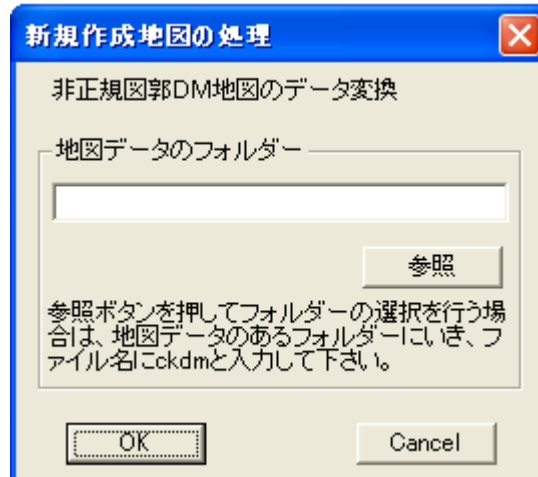 新規作成地図の処理
非正規図郭DM地図のデータ変換
地図データのフォルダー
参照
参照ボタンを押してフォルダーの選択を行う場
合は、地図データのあるフォルダーにいき、フ
ァイル名にckdmと入力して下さい。
OK
Cancel